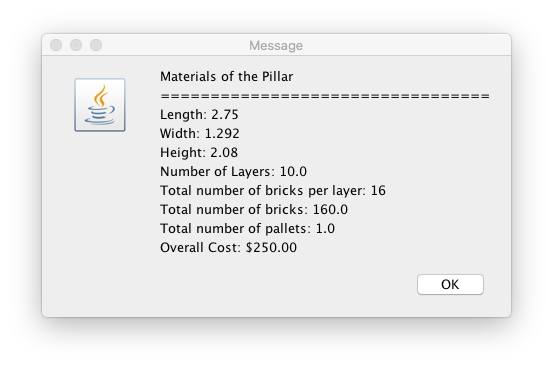 Message
Materials of the Pillar
=================================
Length: 2.75
Width: 1.292
Height: 2.08
Number of Layers: 10.0
Total number of bricks per layer: 16
Total number of bricks: 160.0
Total number of pallets: 1.0
Overall Cost: $250.00
OK